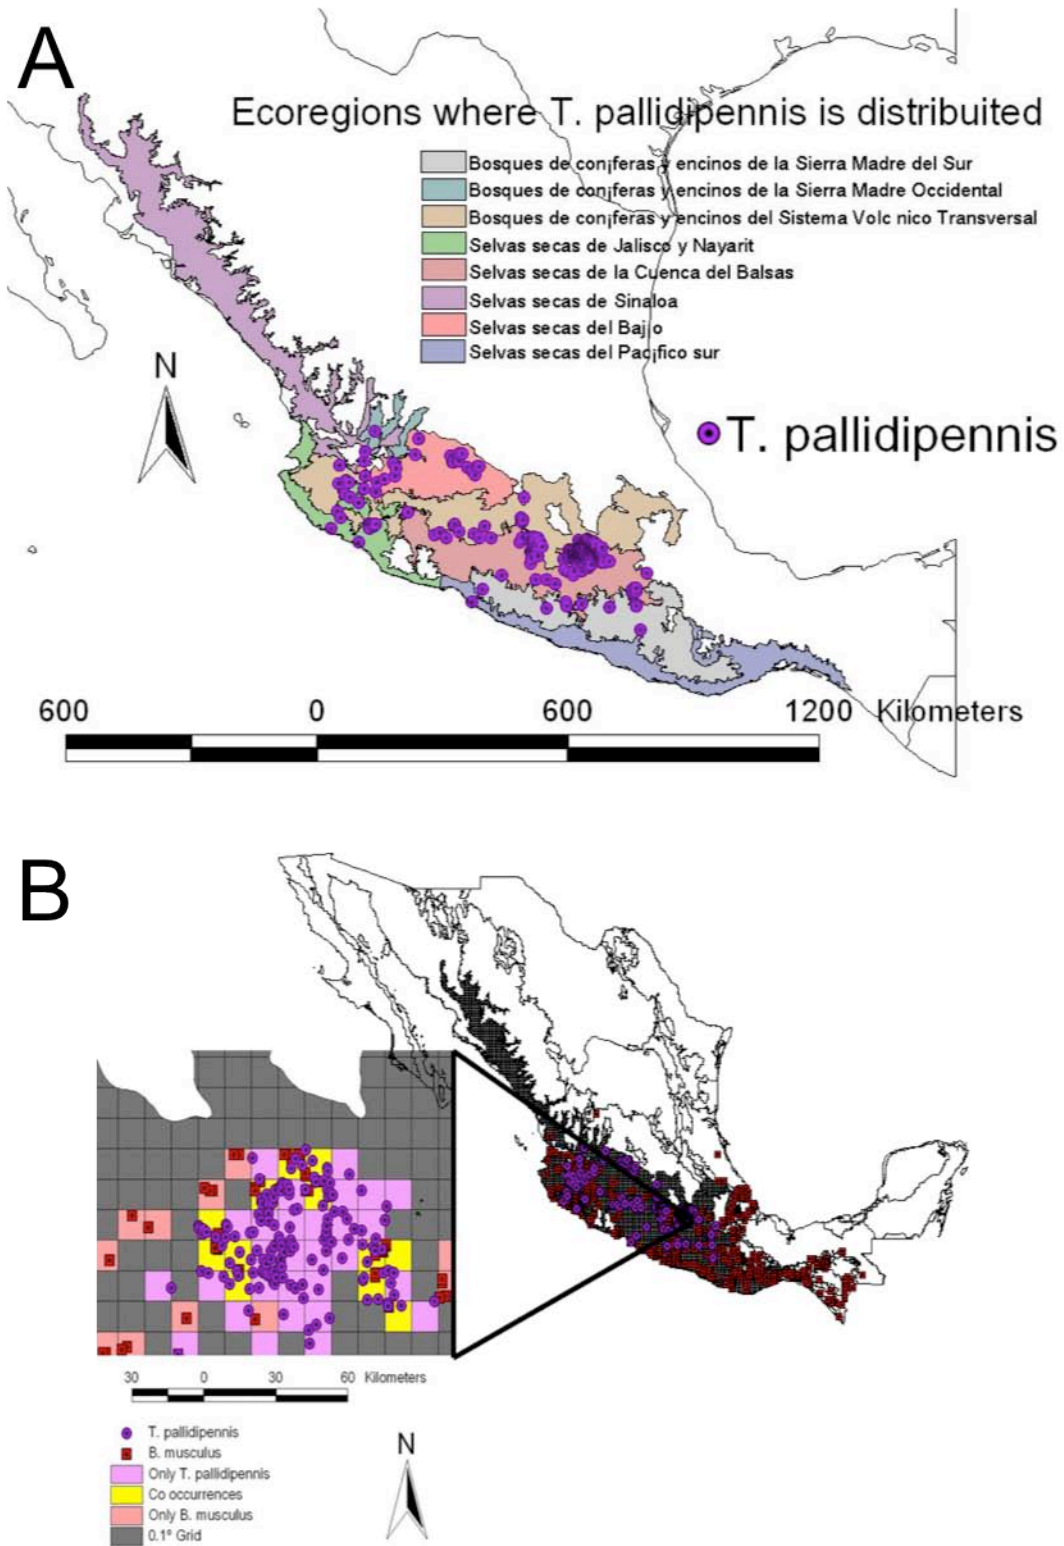 A
Ecoregions where T. pallidipennis is distribuited
Bosques de con¡feras y encinos de la Sierra Madre del Sur
Bosques de con¡feras y encinos de la Sierra Madre Occidental
Bosques de con¡feras y encinos del Sistema Volc nico Transversal
Selvas secas de Jalisco y Nayarit
Selvas secas de la Cuenca del Balsas
Selvas secas de Sinaloa
Selvas secas del Baj¡o
Selvas secas del Pac¡fico sur
N
T. pallidipennis
600 0 600 1200 Kilometers
B
30 0 30 60 Kilometers
T. pallidipennis
B. musculus
Only T. pallidipennis
Co occurrences
Only B. musculus
0.1º Grid
N